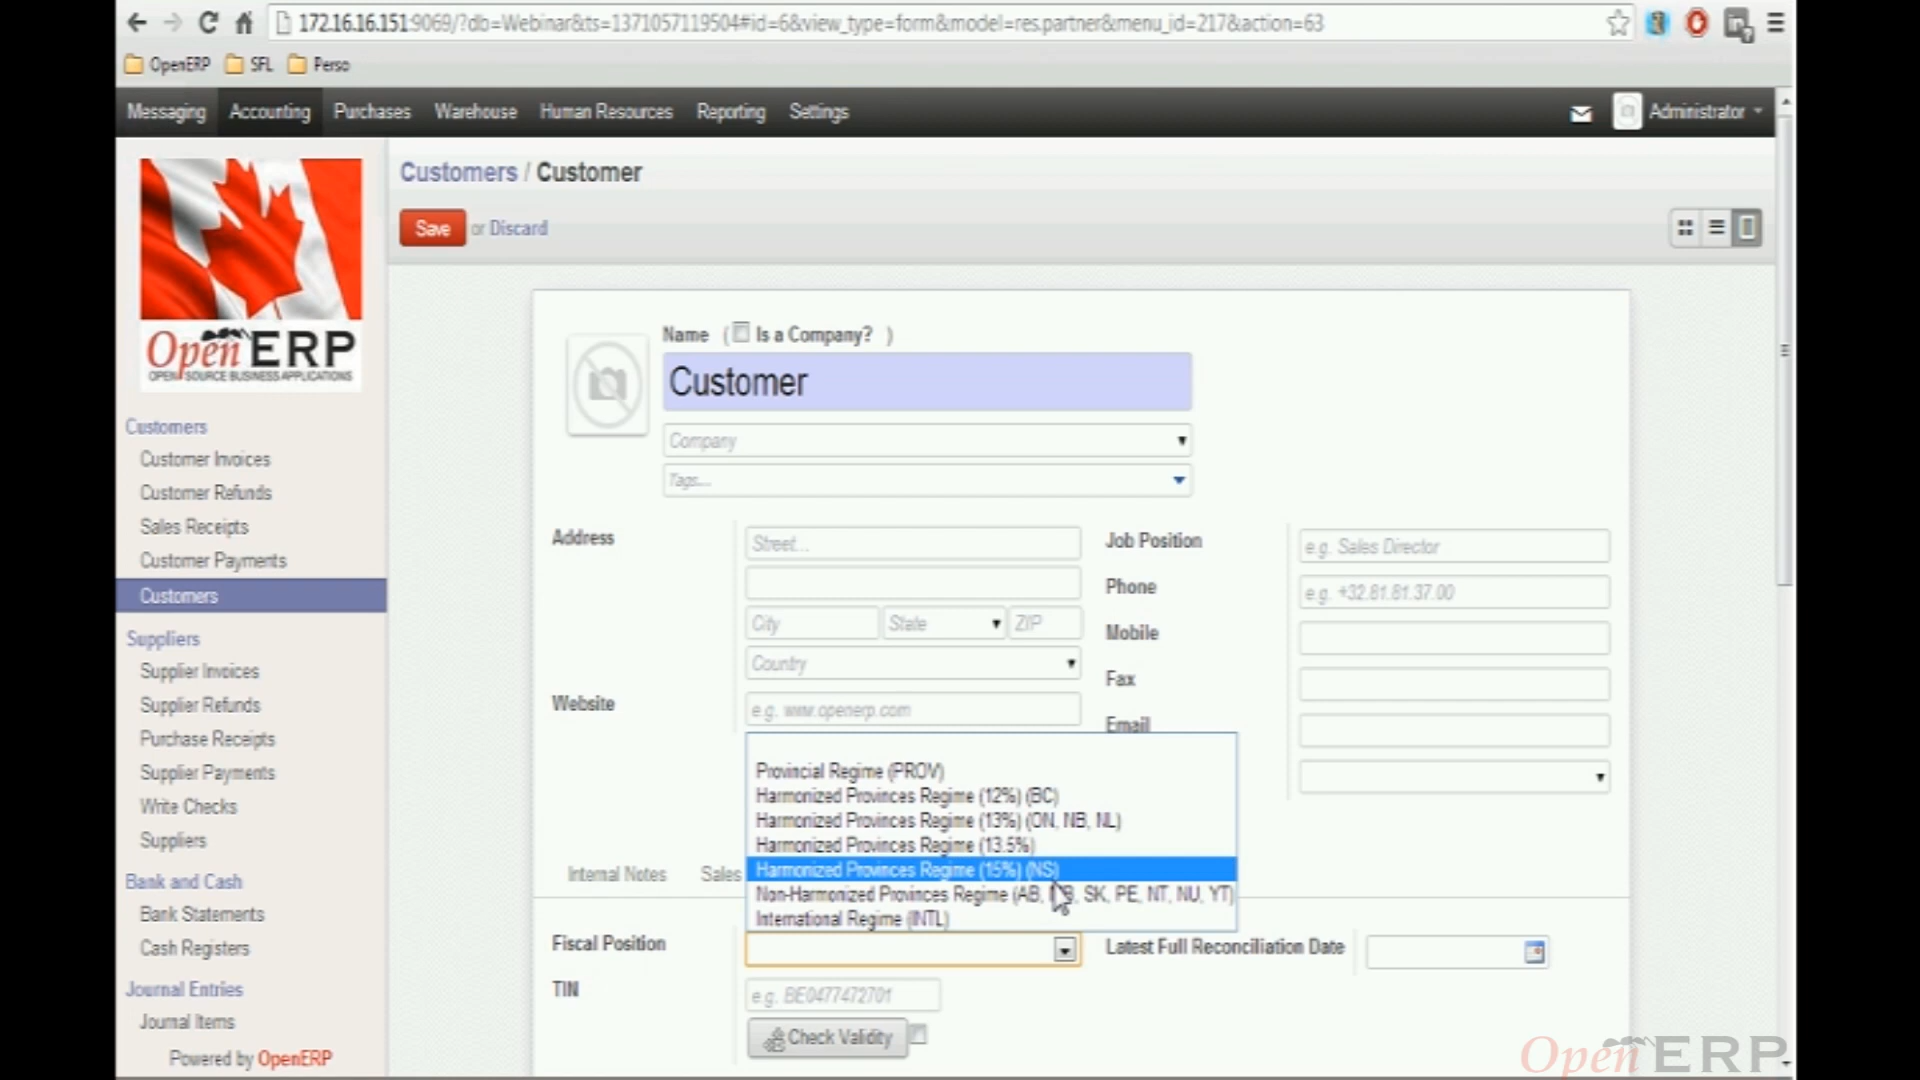 172.16.16.151:9069/?db=Webinar&ts=1371057119504#id=6&view_type=form&model=res.partner&menu_id=217&action=63
OpenERP SFL Perso
Messaging Accounting Purchases Warehouse Human Resources Reporting Settings Administrator
Customers / Customer
Save or Discard
OpenERP
OPEN SOURCE BUSINESS APPLICATIONS
Customers
Customer Invoices
Customer Refunds
Sales Receipts
Customer Payments
Customers
Suppliers
Supplier Invoices
Supplier Refunds
Purchase Receipts
Supplier Payments
Write Checks
Suppliers
Bank and Cash
Bank Statements
Cash Registers
Journal Entries
Journal Items
Powered by OpenERP
Name ( Is a Company? )
Customer
Company
Tags...
Address
Street...
City State ZIP
Country
Website
e.g. www.openerp.com
Job Position
e.g. Sales Director
Phone
e.g. +32.81.81.37.00
Mobile
Fax
Email
Provincial Regime (PROV)
Harmonized Provinces Regime (12%) (BC)
Harmonized Provinces Regime (13%) (ON, NB, NL)
Harmonized Provinces Regime (13.5%)
Harmonized Provinces Regime (15%) (NS)
Non-Harmonized Provinces Regime (AB, MB, SK, PE, NT, NU, YT)
International Regime (INTL)
Internal Notes Sales
Fiscal Position
Latest Full Reconciliation Date
TIN
e.g. BE0477472701
Check Validity
OpenERP